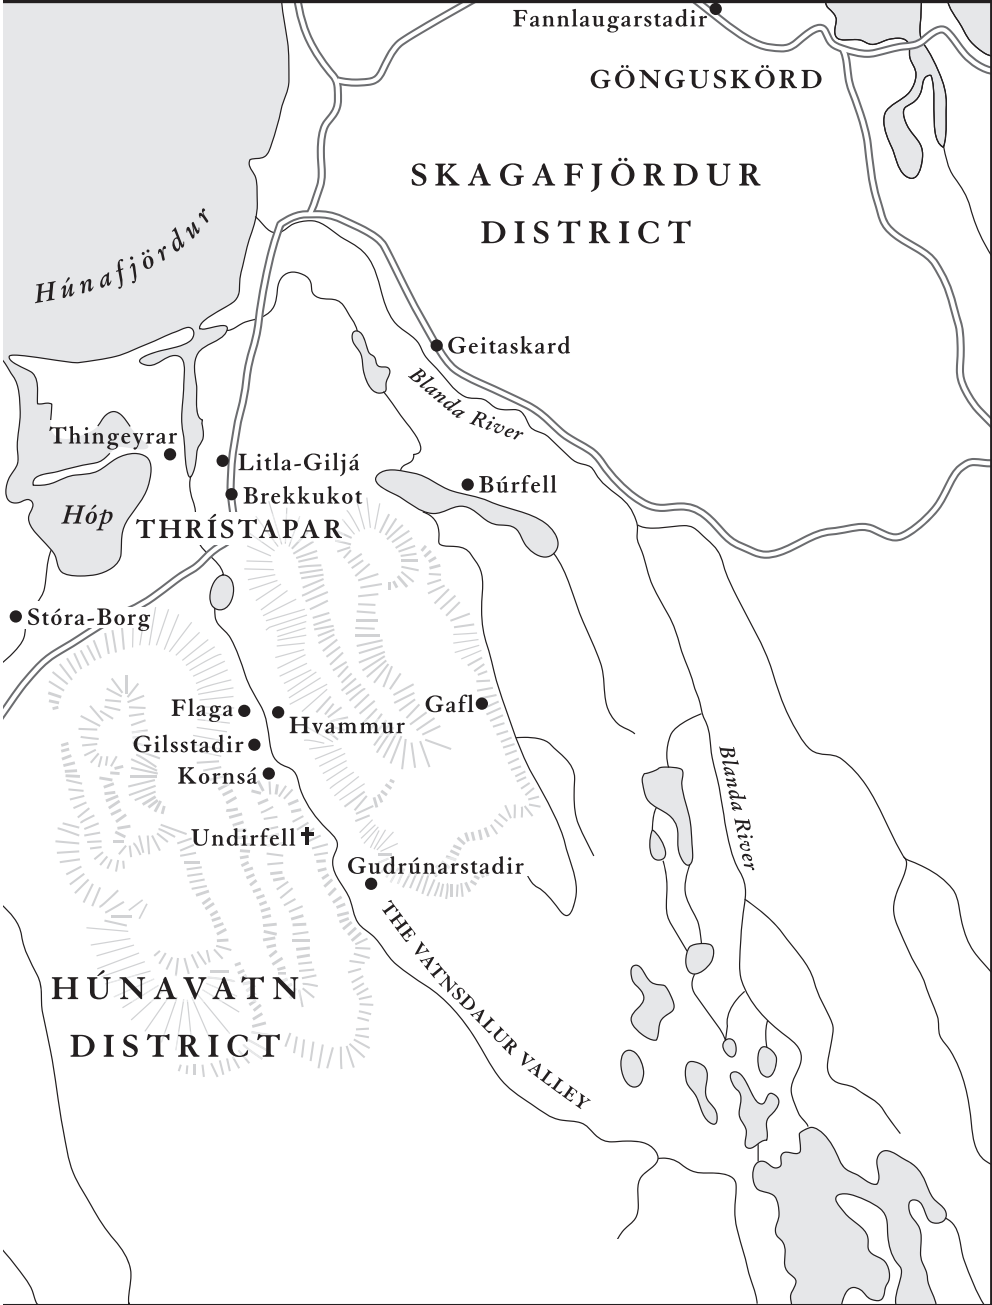 Fannlaugarstadir
GÖNGUSKÖRD
SKAGAFJÖRDUR
DISTRICT
Húnafjördur
Geitaskard
Blanda River
Thingeyrar
Litla-Giljá
Búrfell
Brekkukot
Hóp
THRÍSTAPAR
Stóra-Borg
Flaga
Gafl
Hvammur
Gilsstadir
Kornsá
Blanda River
Undirfell
Gudrúnarstadir
THE VATNSDALUR VALLEY
HÚNAVATN
DISTRICT